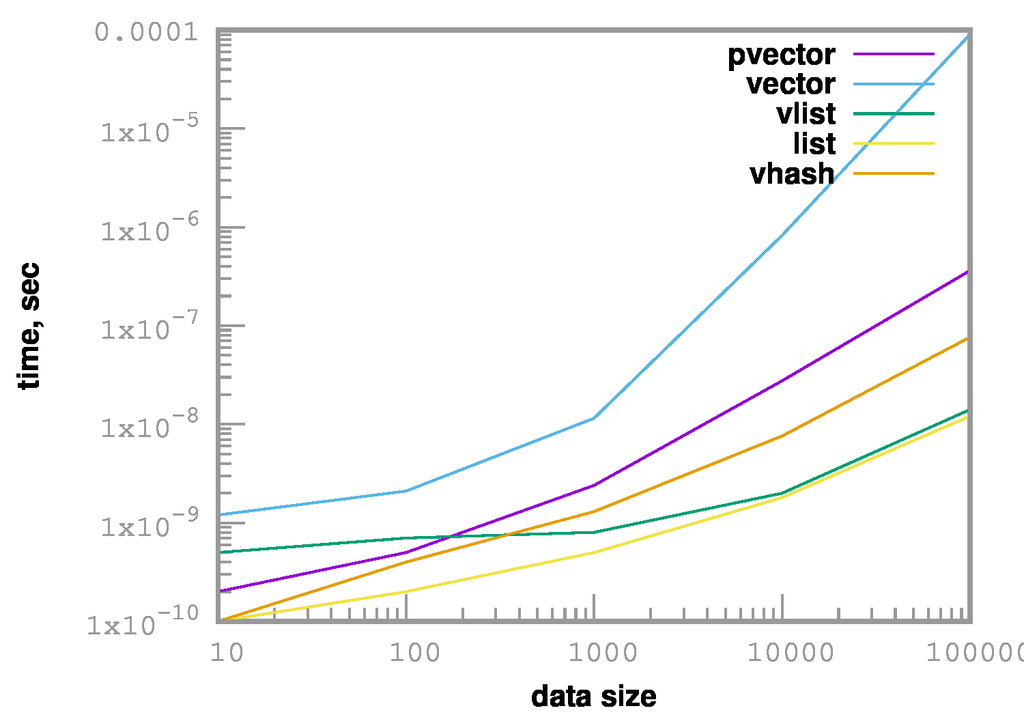 0.0001
1x10⁻⁵
1x10⁻⁶
1x10⁻⁷
1x10⁻⁸
1x10⁻⁹
1x10⁻¹⁰
time, sec
pvector
vector
vlist
list
vhash
10 100 1000 10000 100000
data size